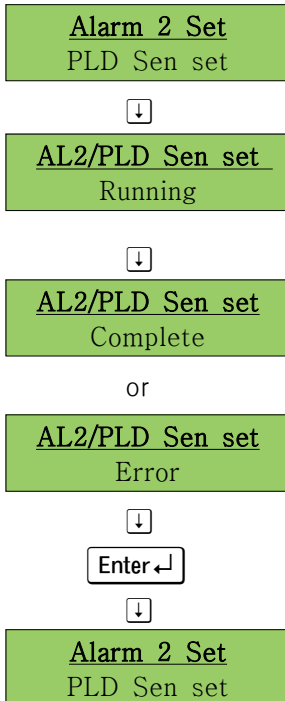 Alarm 2 Set
PLD Sen set
↓
AL2/PLD Sen set
Running
↓
AL2/PLD Sen set
Complete
or
AL2/PLD Sen set
Error
↓
Enter↵
↓
Alarm 2 Set
PLD Sen set